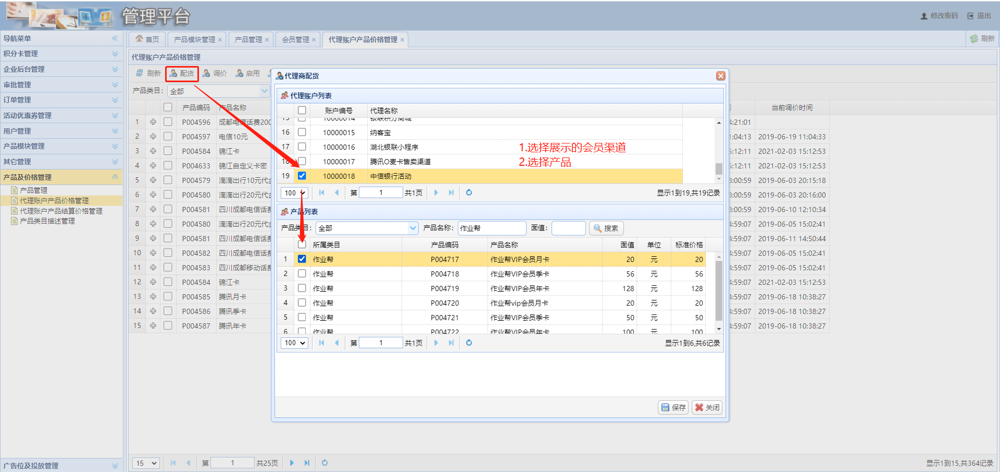 管理平台
修改密码 退出
导航菜单
积分卡管理
企业后台管理
审批管理
订单管理
活动优惠券管理
用户管理
产品模块管理
其它管理
产品及价格管理
产品管理
代理账户产品价格管理
代理账户产品结算价格管理
产品类目描述管理
广告位及投放管理
首页 产品模块管理 产品管理 会员管理 代理账户产品价格管理 刷新
代理账户产品价格管理
刷新 配货 调价 启用
产品类目： 全部
产品编码 产品名称 当前调价时间
1 P004596 成都电信话费200 4:21:01
2 P004597 电信10元 1:04:13 2019-06-19 11:04:33
3 P004584 锦江卡 5:12:11 2021-02-03 15:12:53
4 P004633 锦江自定义卡密 5:12:11 2021-02-03 15:12:53
5 P004579 滴滴出行10元代金 3:00:59 2019-06-03 20:15:18
6 P004580 滴滴出行20元代金 3:00:59 2019-06-03 20:16:00
7 P004581 四川成都电信话费 3:00:59 2019-06-10 12:10:34
8 P004580 滴滴出行20元代金 4:59:07 2019-06-05 15:02:41
9 P004581 四川成都电信话费 4:59:07 2019-06-11 14:50:44
10 P004582 四川成都电信话费 4:59:07 2019-06-05 15:02:41
11 P004583 四川成都移动话费 4:59:07 2019-06-05 15:02:41
12 P004584 锦江卡 4:59:07 2021-02-03 15:12:53
13 P004585 腾讯月卡 4:59:07 2019-06-18 10:38:27
14 P004586 腾讯季卡 4:59:07 2019-06-18 10:38:27
15 P004587 腾讯年卡 4:59:07 2019-06-18 10:38:27
15 第 1 共25页 显示1到15,共364记录
代理商配货
代理账户列表
账户编号 代理名称
15 10000014 银联积分商城
16 10000015 纳客宝
17 10000016 湖北银联小程序
18 10000017 腾讯O麦卡售卖渠道
19 10000018 中信银行活动
1.选择展示的会员渠道
2.选择产品
100 第 1 共1页 显示1到19,共19记录
产品列表
产品类目： 全部 产品名称： 作业帮 面值： 搜索
所属类目 产品编码 产品名称 面值 单位 标准价格
1 作业帮 P004717 作业帮VIP会员月卡 20 元 20
2 作业帮 P004718 作业帮VIP会员季卡 56 元 56
3 作业帮 P004719 作业帮VIP会员年卡 128 元 128
4 作业帮 P004720 作业帮vip会员月卡 20 元 20
5 作业帮 P004721 作业帮VIP会员季卡 50 元 50
6 作业帮 P004722 作业帮VIP会员年卡 100 元 100
100 第 1 共1页 显示1到6,共6记录
保存 关闭